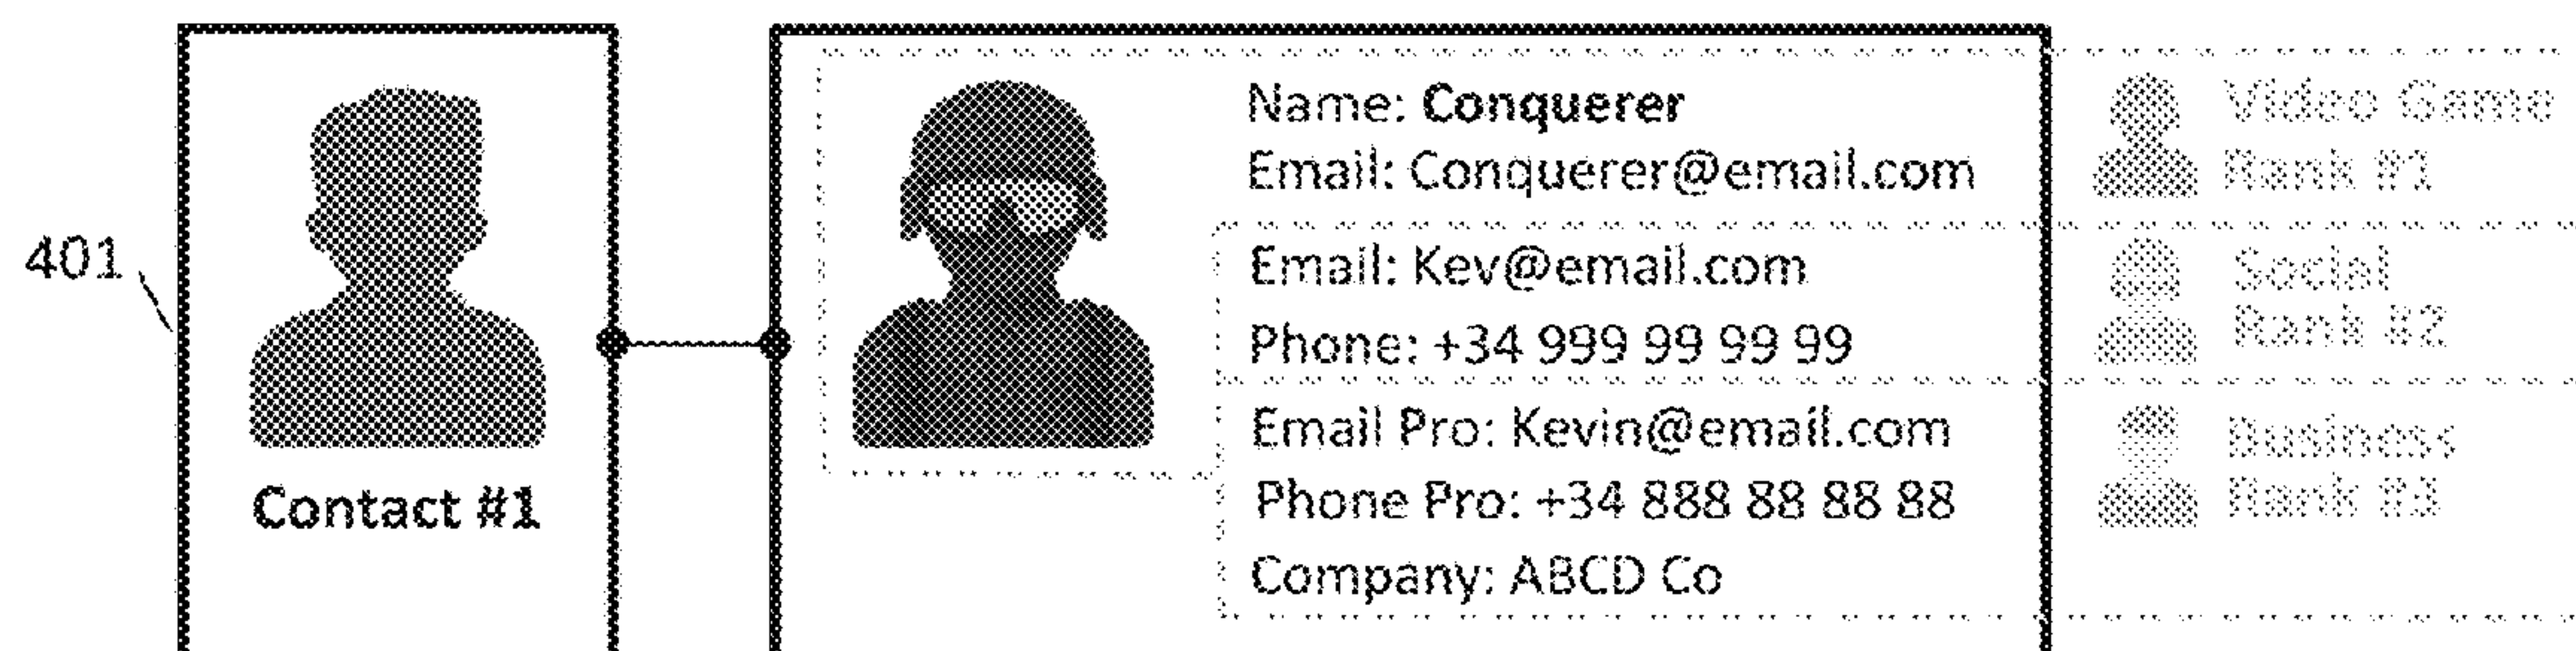 401
Contact #1
Name: Conquerer
Email: Conquerer@email.com
Email: Kev@email.com
Phone: +34 999 99 99 99
Email Pro: Kevin@email.com
Phone Pro: +34 888 88 88 88
Company: ABCD Co
Video Game
Rank #1
Social
Rank #2
Business
Rank #3